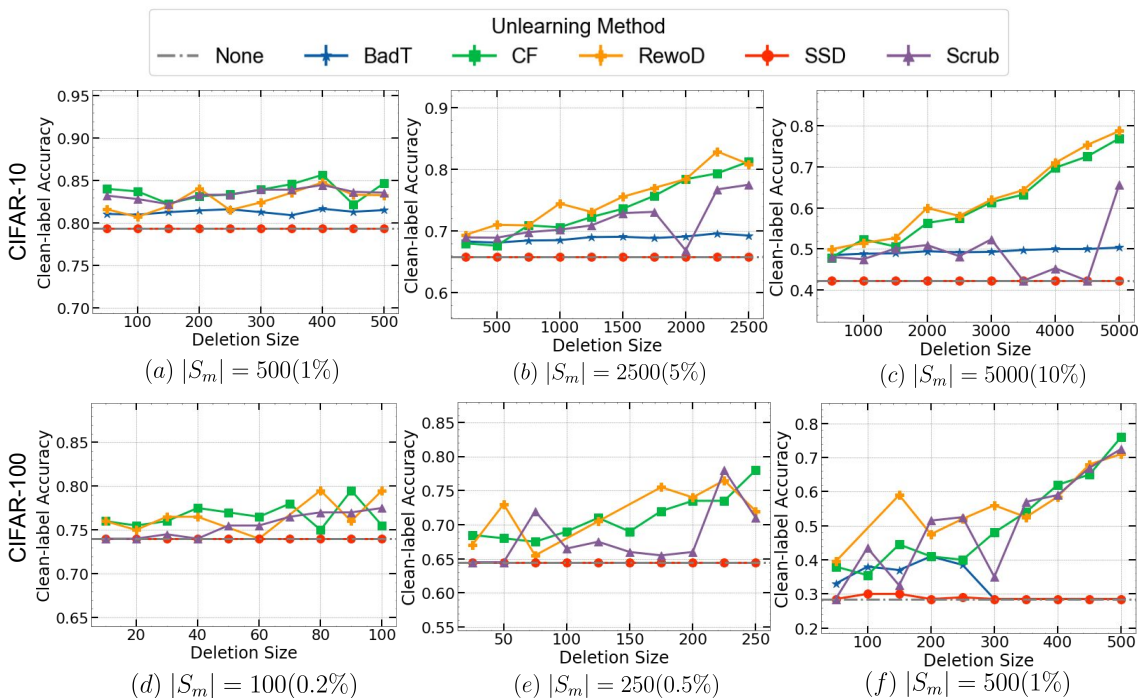 Unlearning Method
None BadT CF RewoD SSD Scrub
CIFAR-10
Clean-label Accuracy
0.95
0.90
0.85
0.80
0.75
0.70
100 200 300 400 500
Deletion Size
(a) |S_m| = 500(1%)
Clean-label Accuracy
0.9
0.8
0.7
0.6
500 1000 1500 2000 2500
Deletion Size
(b) |S_m| = 2500(5%)
Clean-label Accuracy
0.8
0.7
0.6
0.5
0.4
1000 2000 3000 4000 5000
Deletion Size
(c) |S_m| = 5000(10%)
CIFAR-100
Clean-label Accuracy
0.85
0.80
0.75
0.70
0.65
20 40 60 80 100
Deletion Size
(d) |S_m| = 100(0.2%)
Clean-label Accuracy
0.85
0.80
0.75
0.70
0.65
0.60
0.55
50 100 150 200 250
Deletion Size
(e) |S_m| = 250(0.5%)
Clean-label Accuracy
0.8
0.7
0.6
0.5
0.4
0.3
0.2
100 200 300 400 500
Deletion Size
(f) |S_m| = 500(1%)